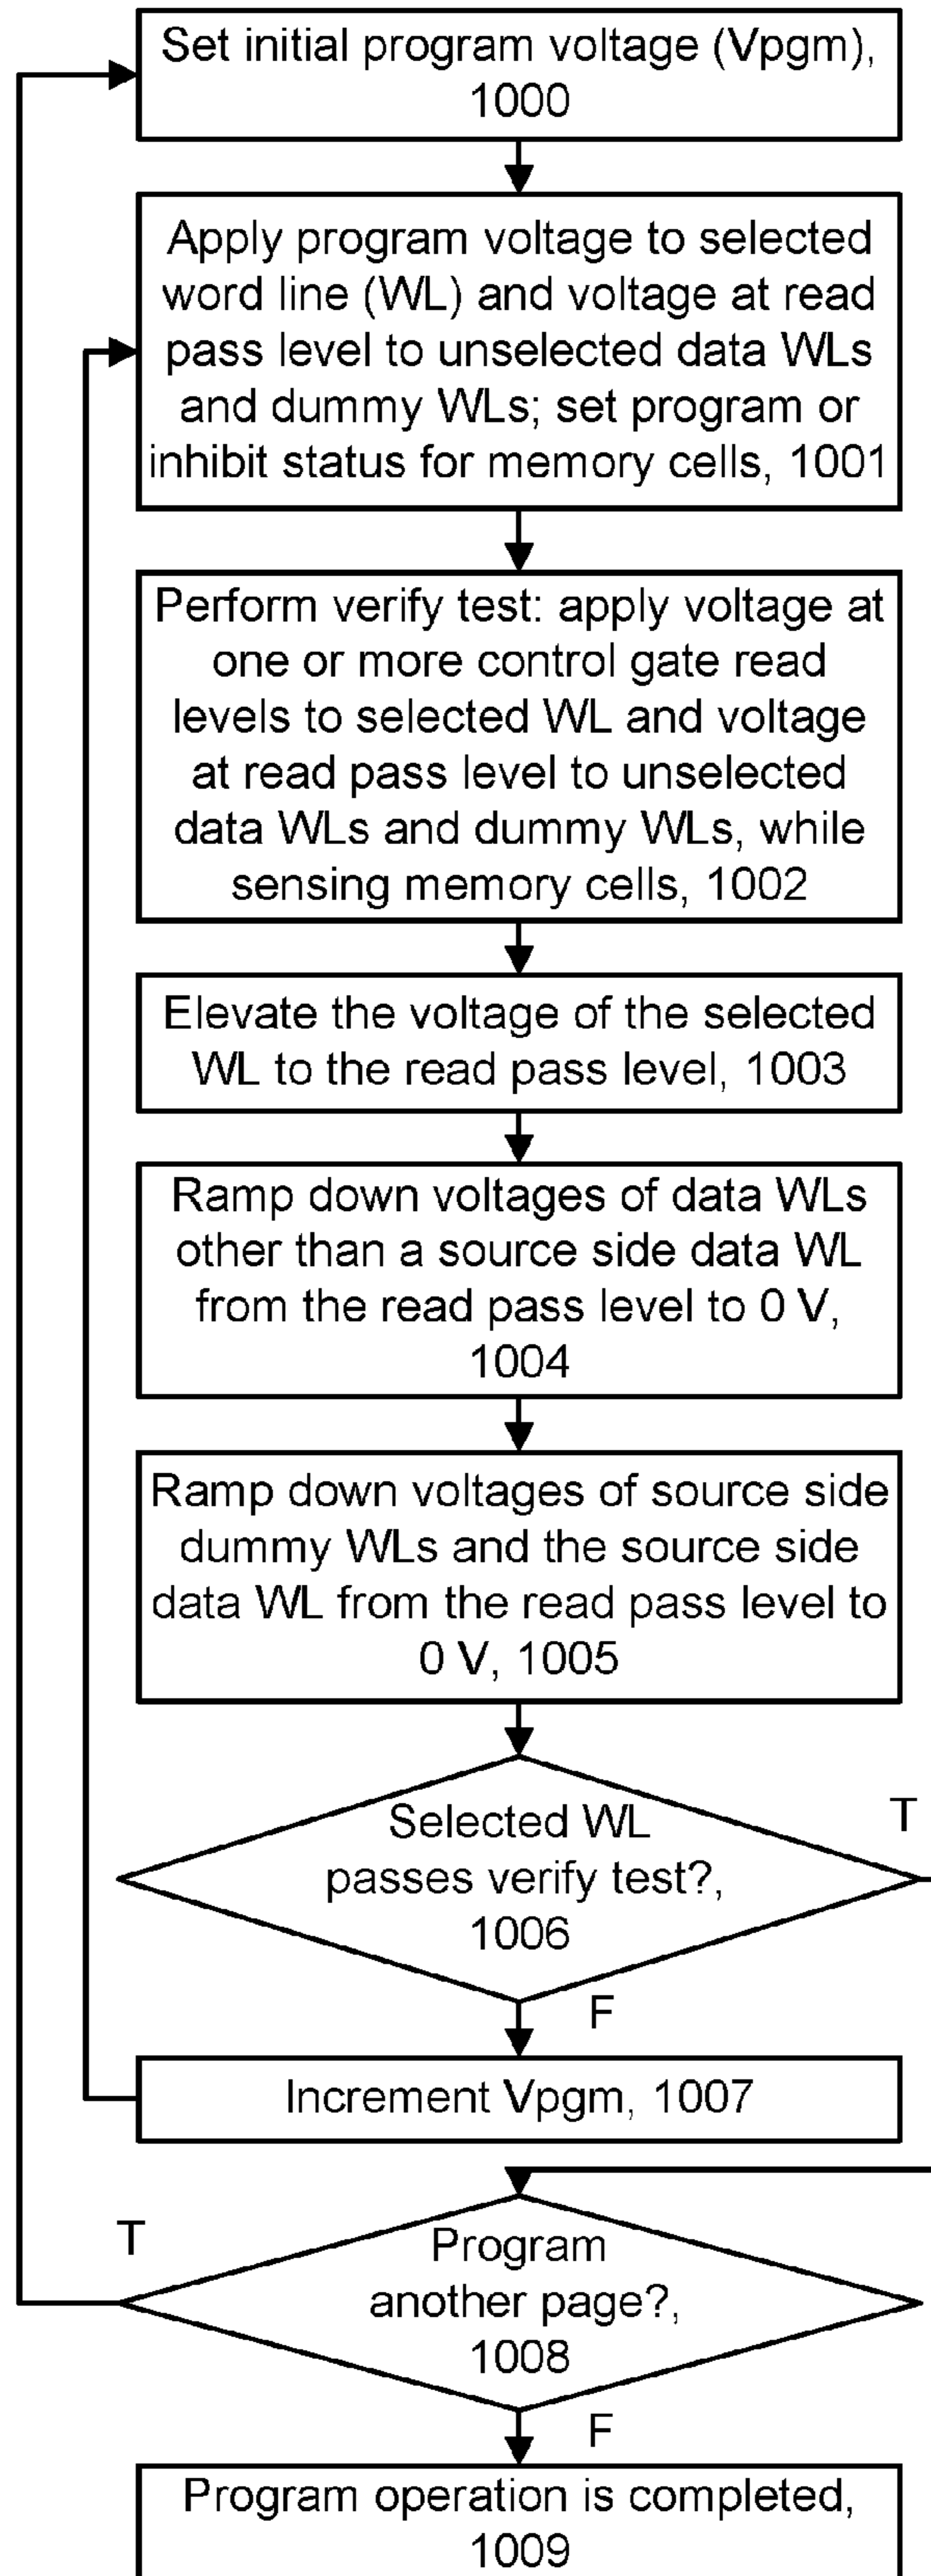 Set initial program voltage (Vpgm),
1000
Apply program voltage to selected
word line (WL) and voltage at read
pass level to unselected data WLs
and dummy WLs; set program or
inhibit status for memory cells, 1001
Perform verify test: apply voltage at
one or more control gate read
levels to selected WL and voltage
at read pass level to unselected
data WLs and dummy WLs, while
sensing memory cells, 1002
Elevate the voltage of the selected
WL to the read pass level, 1003
Ramp down voltages of data WLs
other than a source side data WL
from the read pass level to 0 V,
1004
Ramp down voltages of source side
dummy WLs and the source side
data WL from the read pass level to
0 V, 1005
Selected WL
passes verify test?,
1006
T
F
Increment Vpgm, 1007
T
Program
another page?,
1008
F
Program operation is completed,
1009